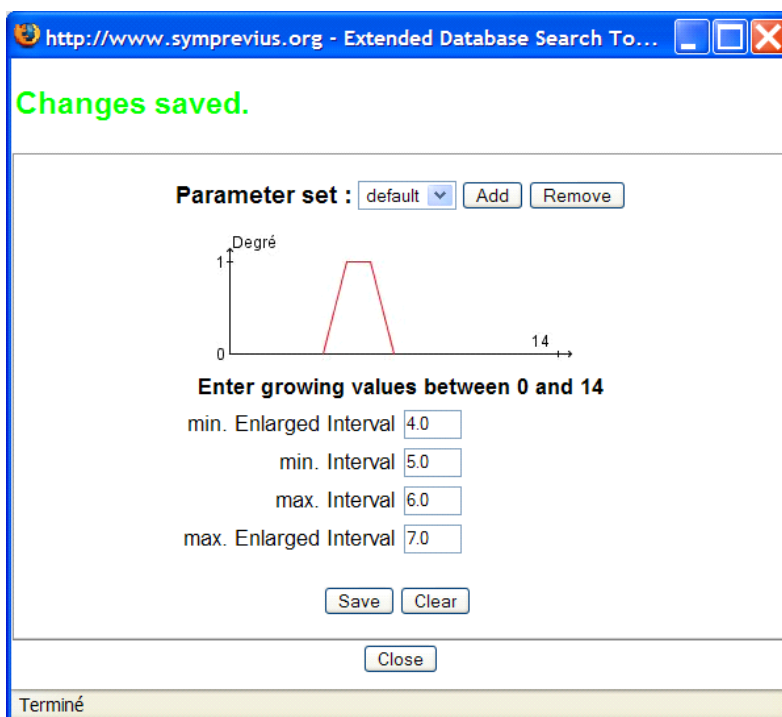 http://www.symprevius.org - Extended Database Search To...
Changes saved.
Parameter set : default Add Remove
Degré
1
14
0
Enter growing values between 0 and 14
min. Enlarged Interval 4.0
min. Interval 5.0
max. Interval 6.0
max. Enlarged Interval 7.0
Save Clear
Close
Terminé